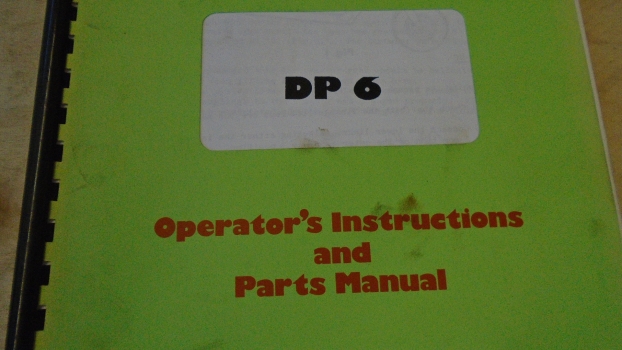 DP 6
Operator's Instructions
and
Parts Manual